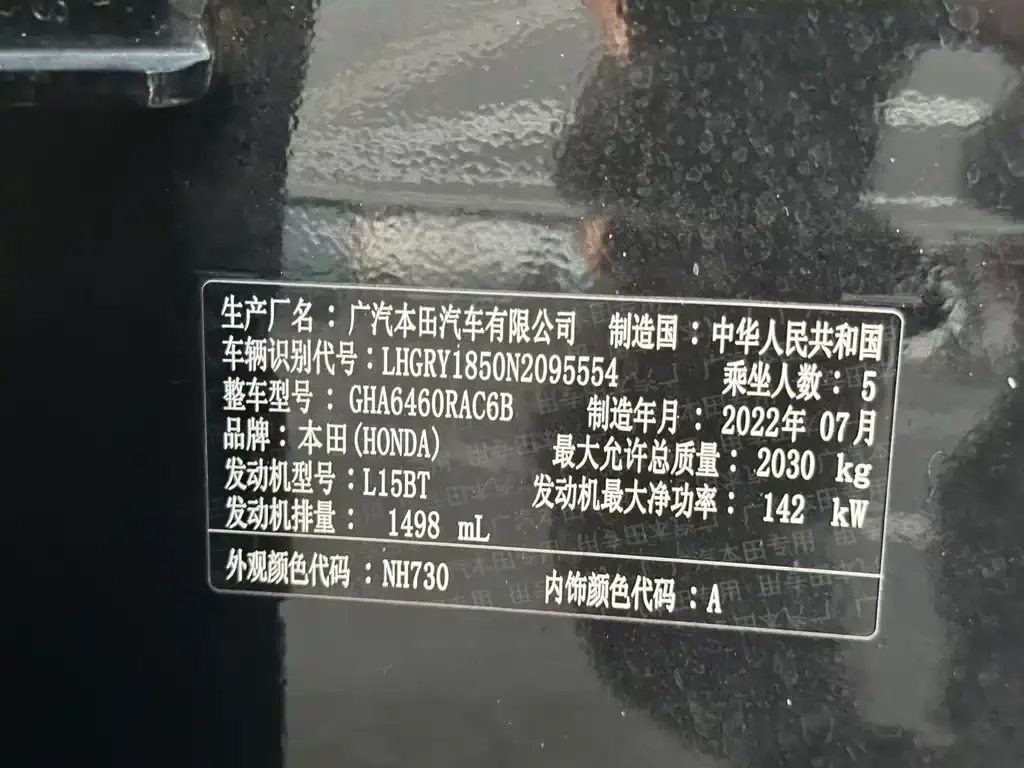 生产厂名：广汽本田汽车有限公司 制造国：中华人民共和国
车辆识别代号：LHGRY1850N2095554 乘坐人数：5
整车型号：GHA6460RAC6B 制造年月：2022年 07月
品牌：本田(HONDA) 最大允许总质量：2030 kg
发动机型号：L15BT 发动机最大净功率：142 kW
发动机排量： 1498 mL
外观颜色代码：NH730 内饰颜色代码：A